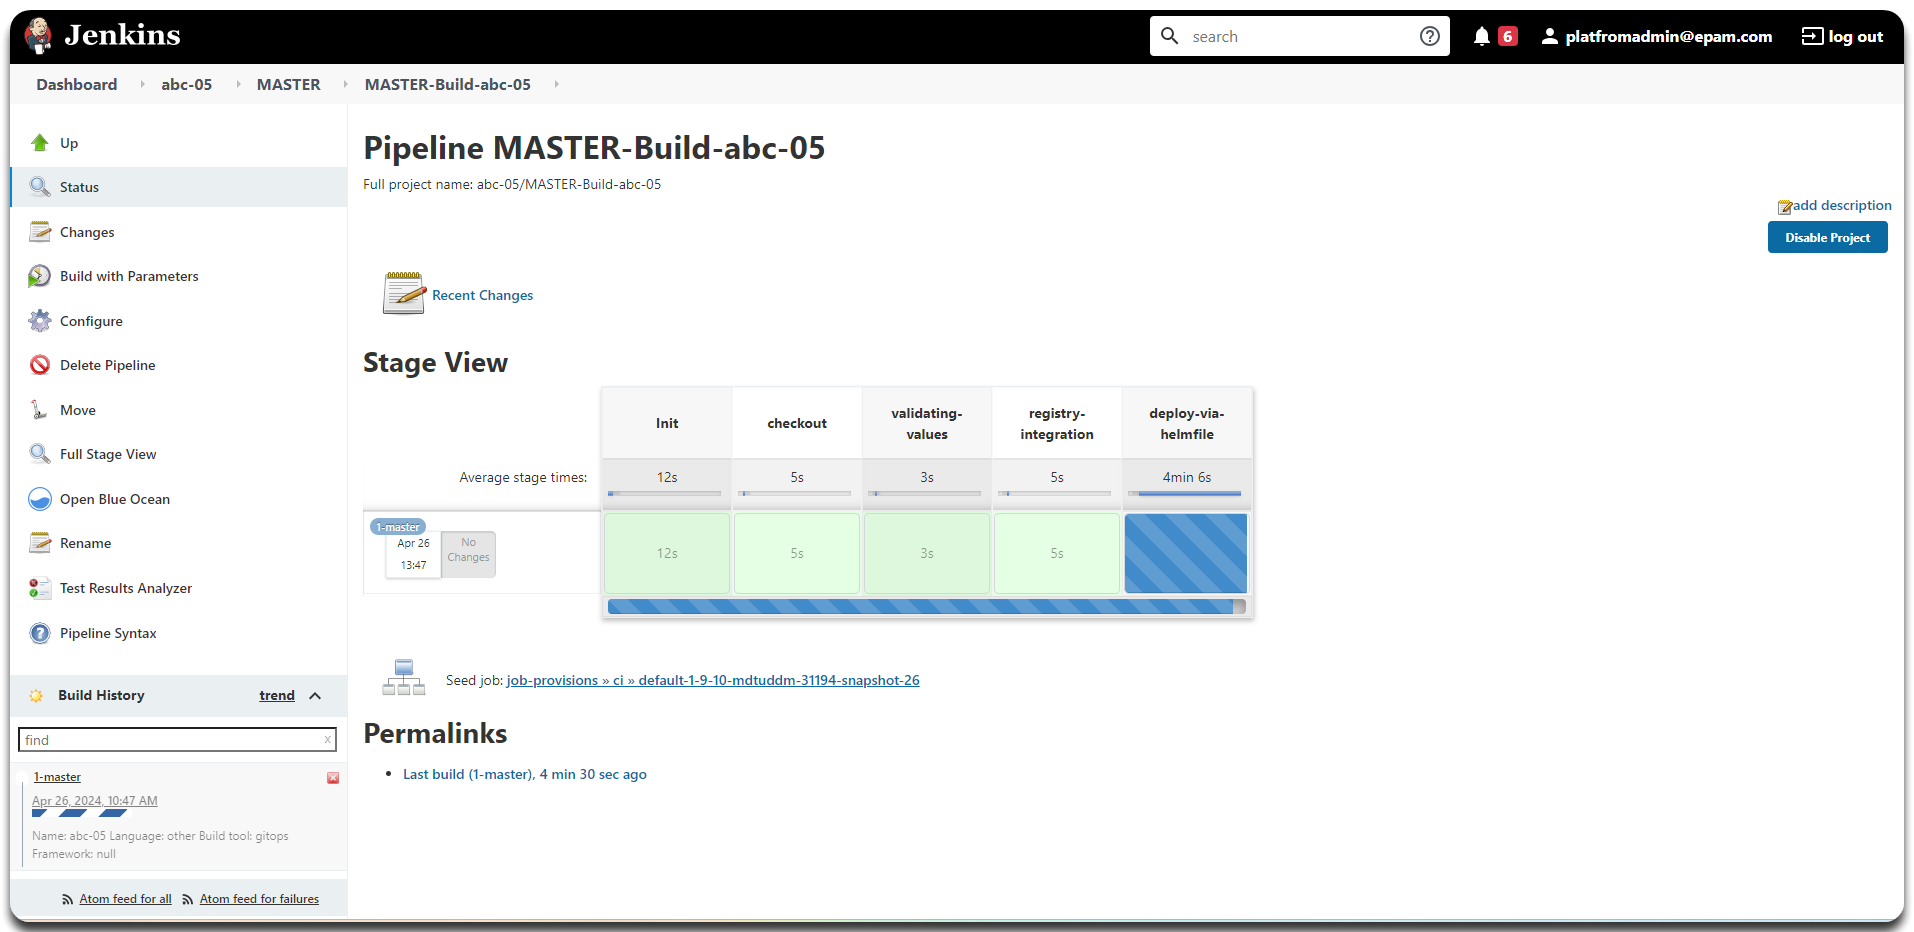 Jenkins
search
6
platfromadmin@epam.com
log out
Dashboard
abc-05
MASTER
MASTER-Build-abc-05
Up
Status
Changes
Build with Parameters
Configure
Delete Pipeline
Move
Full Stage View
Open Blue Ocean
Rename
Test Results Analyzer
Pipeline Syntax
Build History
trend
find
x
1-master
Apr 26, 2024, 10:47 AM
Name: abc-05 Language: other Build tool: gitops
Framework: null
Atom feed for all
Atom feed for failures
Pipeline MASTER-Build-abc-05
Full project name: abc-05/MASTER-Build-abc-05
add description
Disable Project
Recent Changes
Stage View
Init
checkout
validating-
values
registry-
integration
deploy-via-
helmfile
Average stage times:
12s
5s
3s
5s
4min 6s
1-master
Apr 26
13:47
No
Changes
12s
5s
3s
5s
Seed job: job-provisions » ci » default-1-9-10-mdtuddm-31194-snapshot-26
Permalinks
Last build (1-master), 4 min 30 sec ago